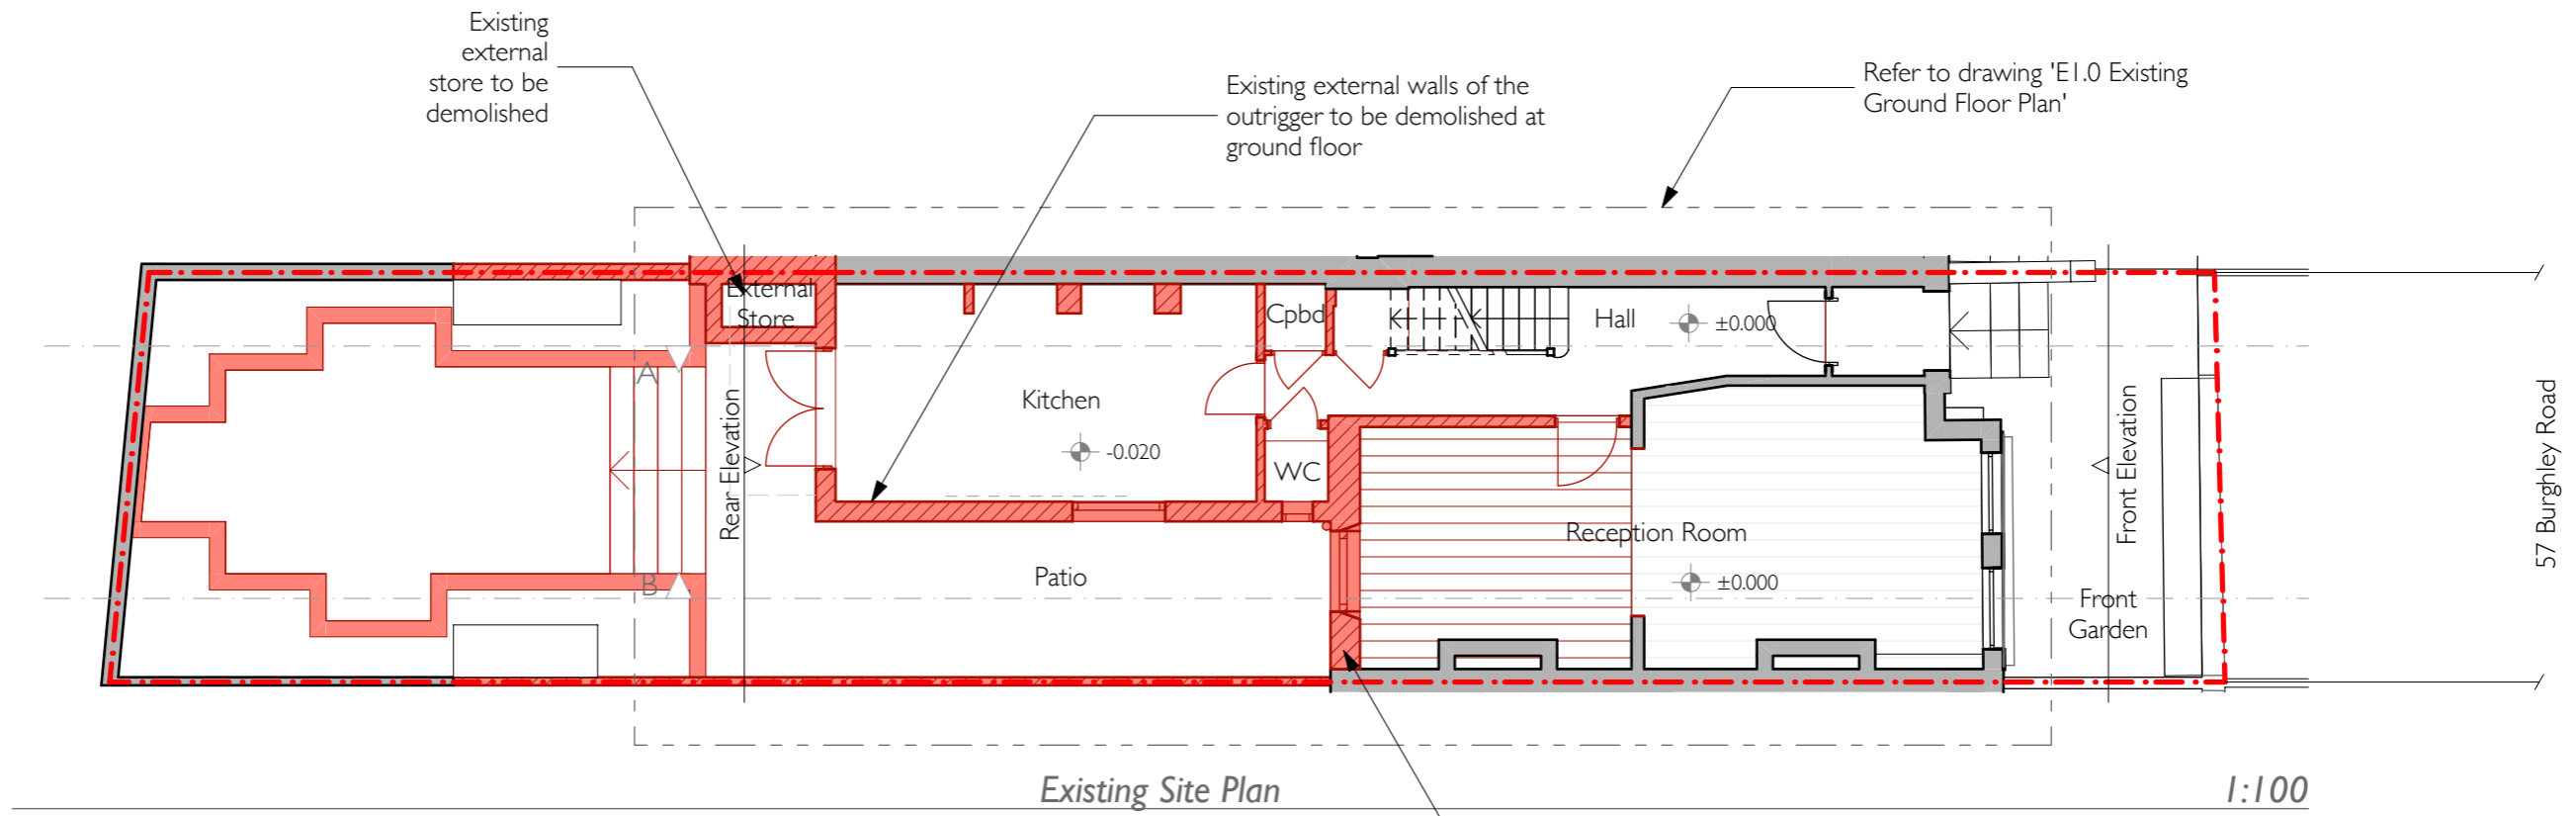 Existing
external
store to be
demolished
Existing external walls of the
outrigger to be demolished at
ground floor
Refer to drawing 'E1.0 Existing
Ground Floor Plan'
External
Store
Cpbd
Hall
±0.000
A
Rear Elevation
Kitchen
-0.020
WC
Reception Room
±0.000
Patio
B
Front Elevation
Front
Garden
57 Burghley Road
Existing Site Plan
1:100